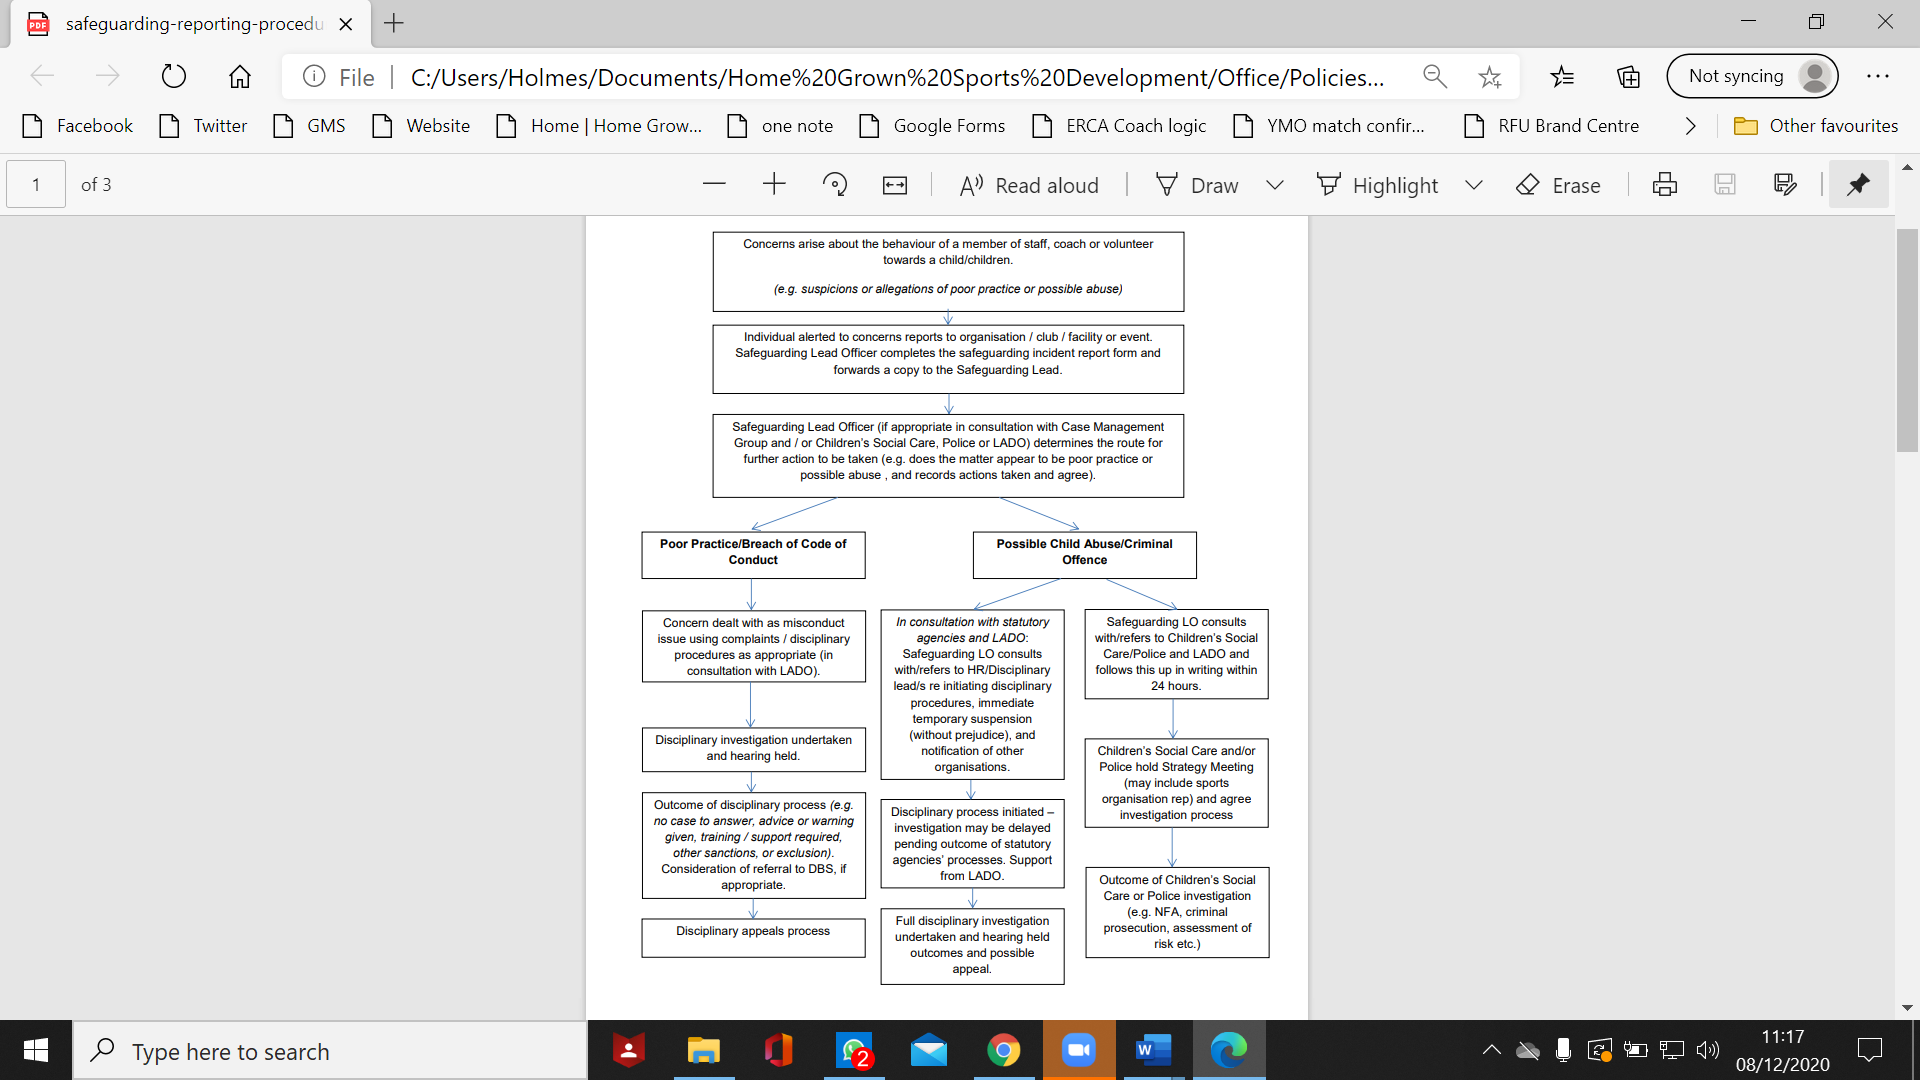 safeguarding-reporting-procedu
File
C:/Users/Holmes/Documents/Home%20Grown%20Sports%20Development/Office/Policies...
Not syncing
Facebook
Twitter
GMS
Website
Home | Home Grow...
one note
Google Forms
ERCA Coach logic
YMO match confir...
RFU Brand Centre
Other favourites
1
of 3
Read aloud
Draw
Highlight
Erase
Concerns arise about the behaviour of a member of staff, coach or volunteer
towards a child/children.
(e.g. suspicions or allegations of poor practice or possible abuse)
Individual alerted to concerns reports to organisation / club / facility or event.
Safeguarding Lead Officer completes the safeguarding incident report form and
forwards a copy to the Safeguarding Lead.
Safeguarding Lead Officer (if appropriate in consultation with Case Management
Group and / or Children's Social Care, Police or LADO) determines the route for
further action to be taken (e.g. does the matter appear to be poor practice or
possible abuse , and records actions taken and agree).
Poor Practice/Breach of Code of
Conduct
Concern dealt with as misconduct
issue using complaints / disciplinary
procedures as appropriate (in
consultation with LADO).
Disciplinary investigation undertaken
and hearing held.
Outcome of disciplinary process (e.g.
no case to answer, advice or warning
given, training / support required,
other sanctions, or exclusion).
Consideration of referral to DBS, if
appropriate.
Disciplinary appeals process
Possible Child Abuse/Criminal
Offence
In consultation with statutory
agencies and LADO:
Safeguarding LO consults
with/refers to HR/Disciplinary
lead/s re initiating disciplinary
procedures, immediate
temporary suspension
(without prejudice), and
notification of other
organisations.
Disciplinary process initiated –
investigation may be delayed
pending outcome of statutory
agencies' processes. Support
from LADO.
Full disciplinary investigation
undertaken and hearing held
outcomes and possible
appeal.
Safeguarding LO consults
with/refers to Children's Social
Care/Police and LADO and
follows this up in writing within
24 hours.
Children's Social Care and/or
Police hold Strategy Meeting
(may include sports
organisation rep) and agree
investigation process
Outcome of Children's Social
Care or Police investigation
(e.g. NFA, criminal
prosecution, assessment of
risk etc.)
Type here to search
2
11:17
08/12/2020